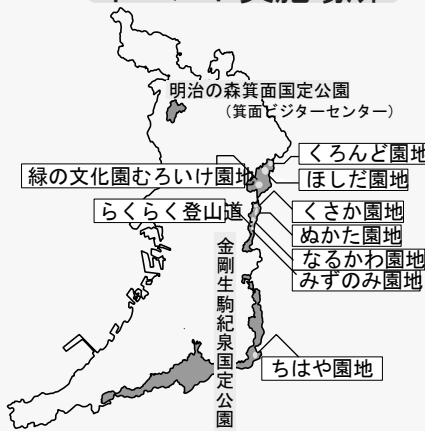 明治の森箕面国定公園
(箕面ビジターセンター)
くろんど園地
緑の文化園むろいけ園地
ほしだ園地
らくらく登山道
くさか園地
ぬかた園地
なるかわ園地
みずのみ園地
金剛生駒紀泉国定公園
ちはや園地